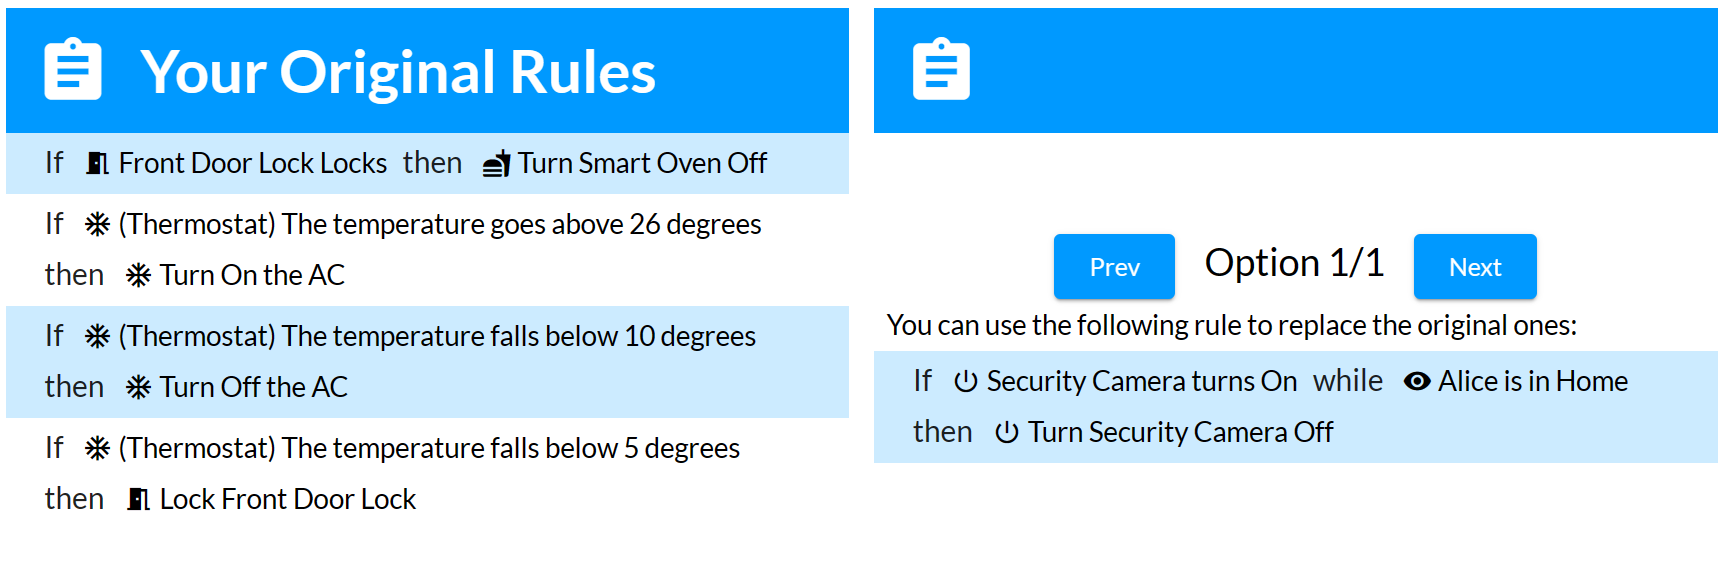 Your Original Rules
If Front Door Lock Locks then Turn Smart Oven Off
If (Thermostat) The temperature goes above 26 degrees
then Turn On the AC
If (Thermostat) The temperature falls below 10 degrees
then Turn Off the AC
If (Thermostat) The temperature falls below 5 degrees
then Lock Front Door Lock
Prev Option 1/1 Next
You can use the following rule to replace the original ones:
If Security Camera turns On while Alice is in Home
then Turn Security Camera Off